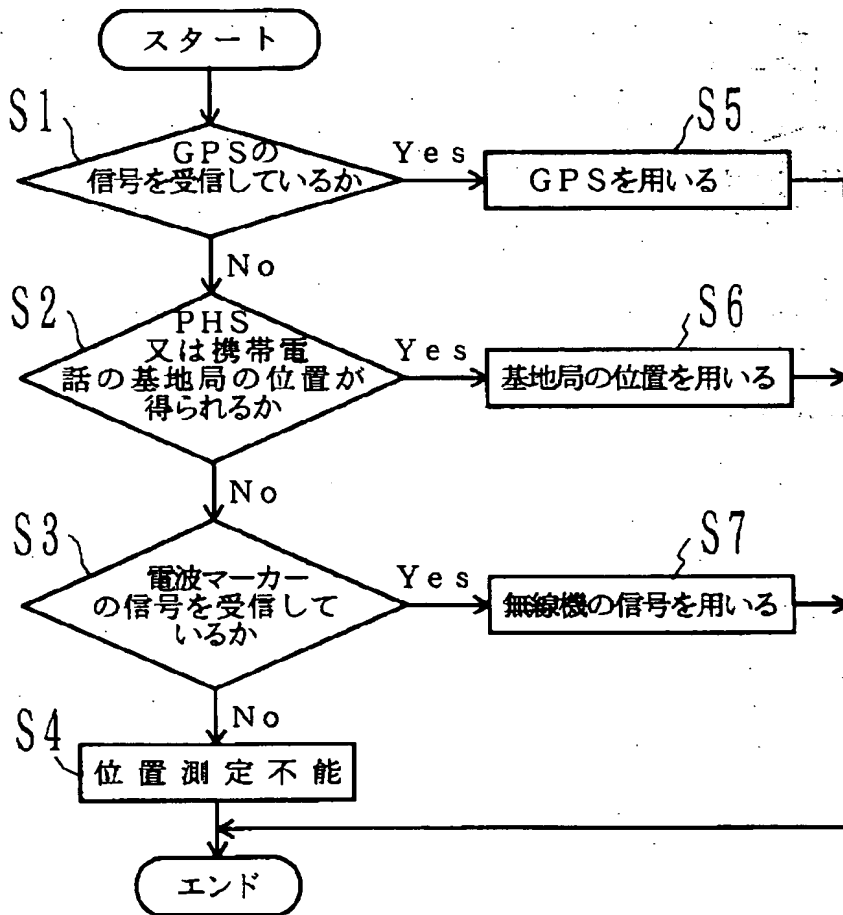 スタート
S1
GPSの
信号を受信しているか
Yes
S5
GPSを用いる
No
S2
PHS
又は携帯電
話の基地局の位置が
得られるか
Yes
S6
基地局の位置を用いる
No
S3
電波マーカー
の信号を受信して
いるか
Yes
S7
無線機の信号を用いる
No
S4
位置測定不能
エンド